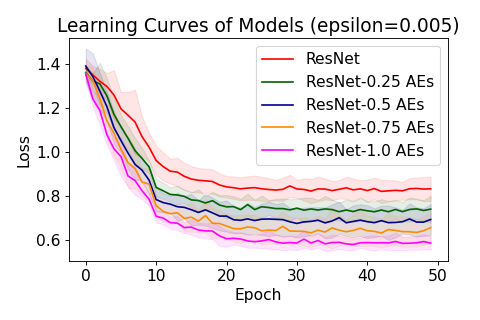 Learning Curves of Models (epsilon=0.005)
ResNet
ResNet-0.25 AEs
ResNet-0.5 AEs
ResNet-0.75 AEs
ResNet-1.0 AEs
Loss
1.4
1.2
1.0
0.8
0.6
0 10 20 30 40 50
Epoch